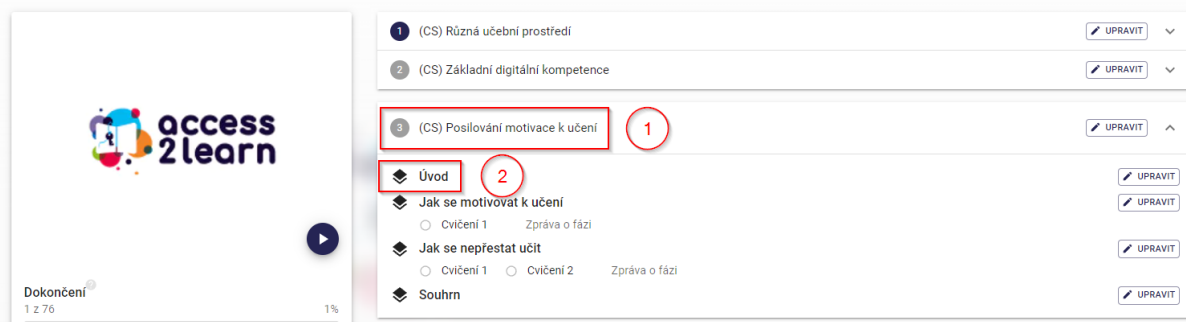 access
2learn
Dokončení
1 z 76
1%
1 (CS) Různá učební prostředí
UPRAVIT
2 (CS) Základní digitální kompetence
UPRAVIT
3 (CS) Posilování motivace k učení
1
UPRAVIT
Úvod
2
UPRAVIT
Jak se motivovat k učení
UPRAVIT
Cvičení 1 Zpráva o fázi
Jak se nepřestat učit
UPRAVIT
Cvičení 1 Cvičení 2 Zpráva o fázi
Souhrn
UPRAVIT